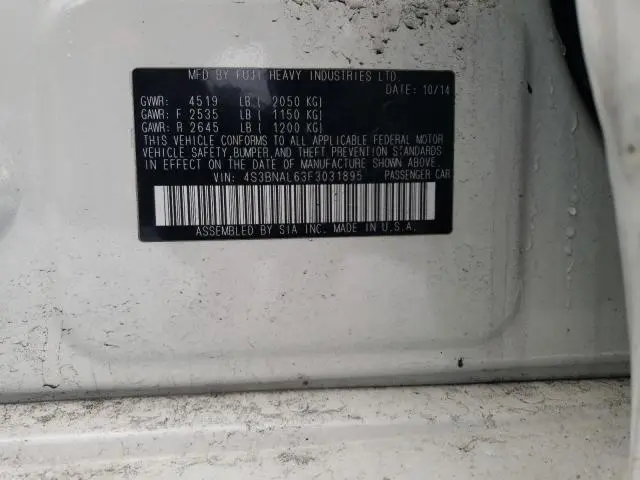 MFD BY FUJI HEAVY INDUSTRIES LTD.
DATE: 10/14
GVWR: 4519 LB ( 2050 KG)
GAWR: F 2535 LB ( 1150 KG)
GAWR: R 2645 LB ( 1200 KG)
THIS VEHICLE CONFORMS TO ALL APPLICABLE FEDERAL MOTOR
VEHICLE SAFETY, BUMPER, AND THEFT PREVENTION STANDARDS
IN EFFECT ON THE DATE OF MANUFACTURE SHOWN ABOVE.
VIN: 4S3BNAL63F3031895 PASSENGER CAR
ASSEMBLED BY SIA INC. MADE IN U.S.A.